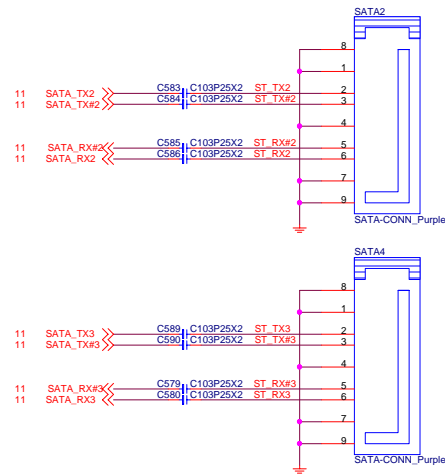 SATA2
8
1
11 SATA_TX2 C583 C103P25X2 ST_TX2 2
11 SATA_TX#2 C584 C103P25X2 ST_TX#2 3
4
11 SATA_RX#2 C585 C103P25X2 ST_RX#2 5
11 SATA_RX2 C586 C103P25X2 ST_RX2 6
7
9
SATA-CONN_Purple
SATA4
8
1
11 SATA_TX3 C589 C103P25X2 ST_TX3 2
11 SATA_TX#3 C590 C103P25X2 ST_TX#3 3
4
11 SATA_RX#3 C579 C103P25X2 ST_RX#3 5
11 SATA_RX3 C580 C103P25X2 ST_RX3 6
7
9
SATA-CONN_Purple